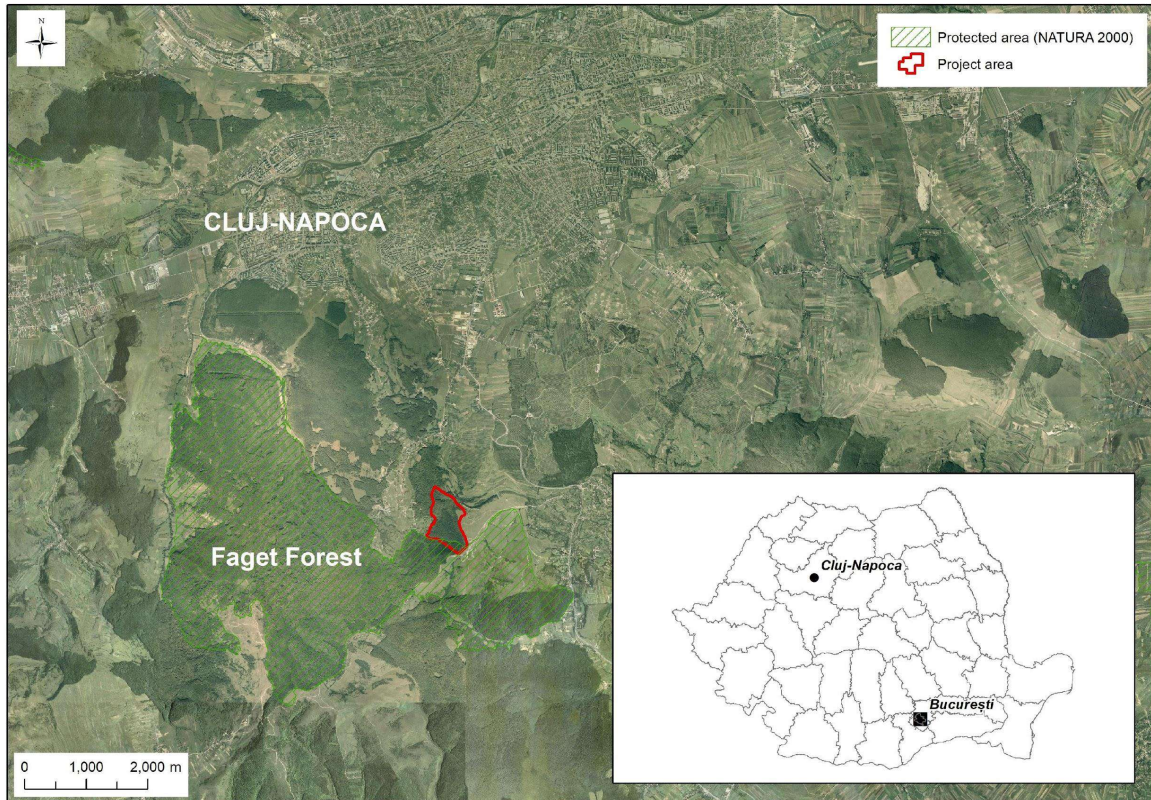 N
Protected area (NATURA 2000)
Project area
CLUJ-NAPOCA
Faget Forest
Cluj-Napoca
București
0 1,000 2,000 m